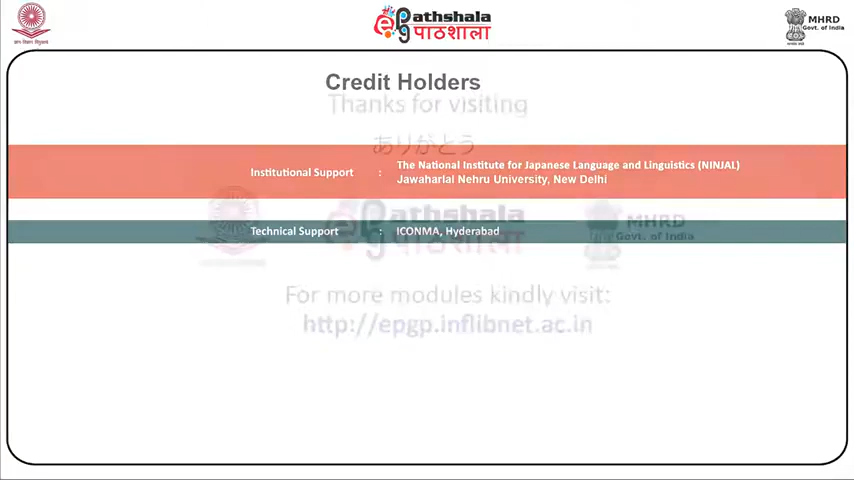 Pathshala
पाठशाला
MHRD
Govt. of India
Credit Holders
Thanks for visiting
ありがとう
Institutional Support : The National Institute for Japanese Language and Linguistics (NINJAL)
Jawaharlal Nehru University, New Delhi
Pathshala
पाठशाला
MHRD
Govt. of India
Technical Support : ICONMA, Hyderabad
For more modules kindly visit:
http://epgp.inflibnet.ac.in